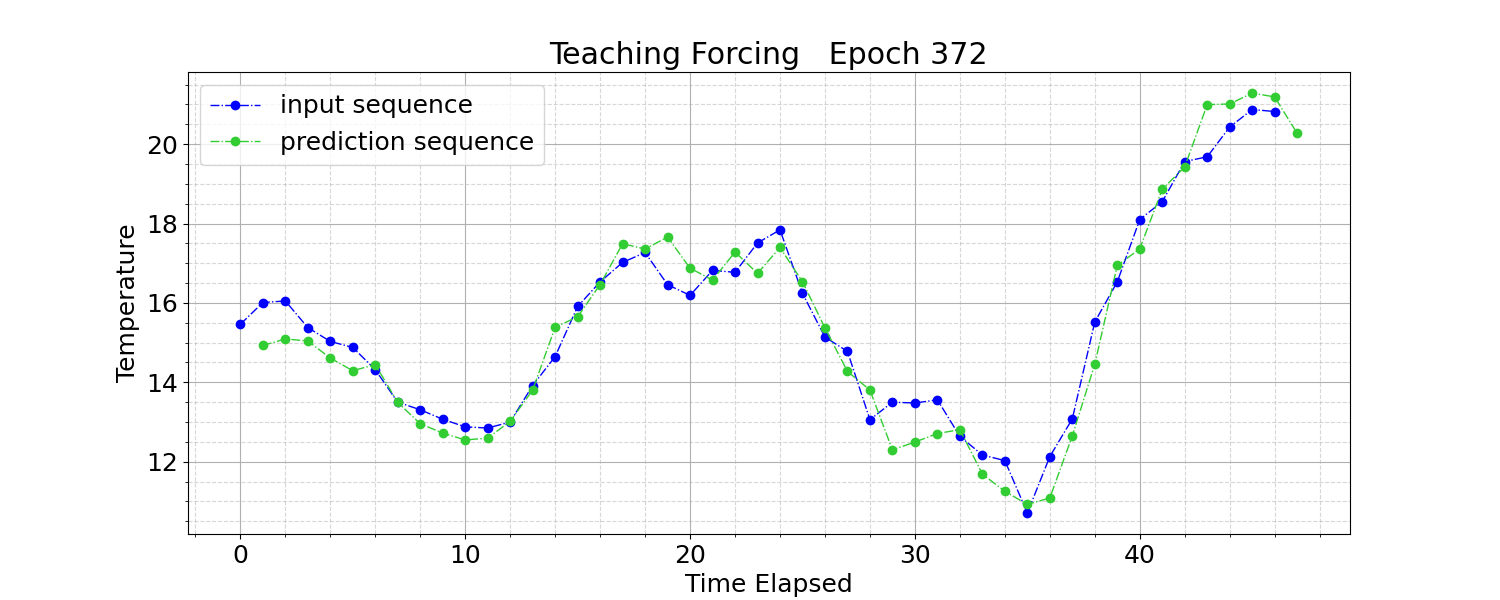 Teaching Forcing   Epoch 372
input sequence
prediction sequence
Temperature
20
18
16
14
12
0 10 20 30 40
Time Elapsed